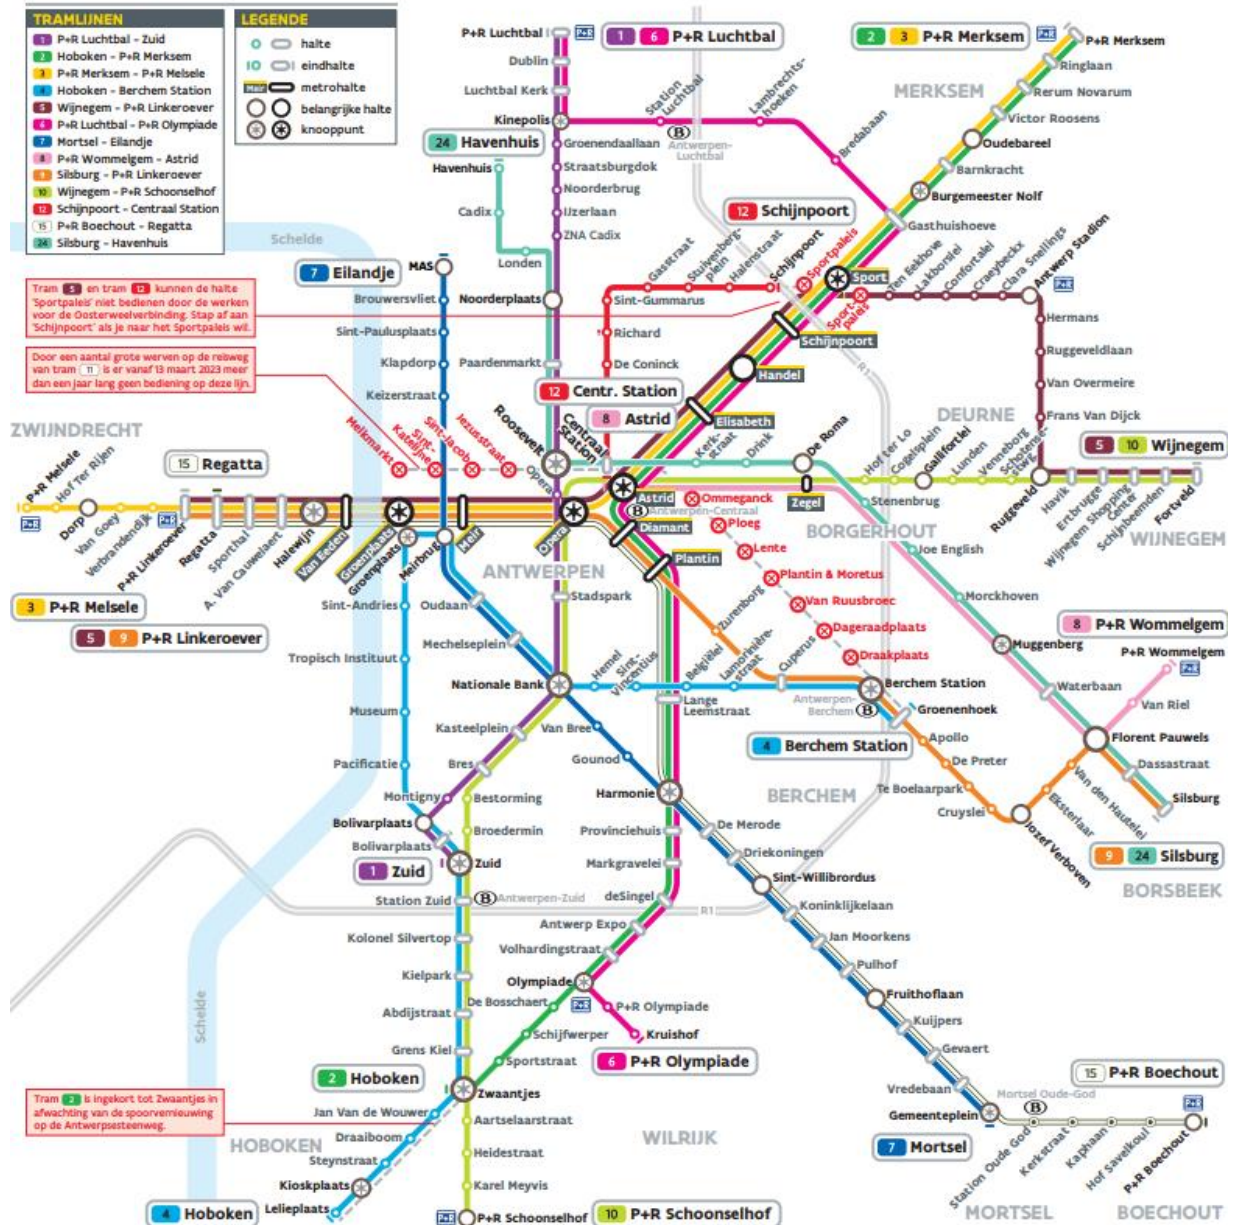 TRAMLIJNEN
1 P+R Luchtbal - Zuid
2 Hoboken - P+R Merksem
3 P+R Merksem - P+R Melsele
4 Hoboken - Berchem Station
5 Wijnegem - P+R Linkeroever
6 P+R Luchtbal - P+R Olympiade
7 Mortsel - Eilandje
8 P+R Wommelgem - Astrid
9 Silsburg - P+R Linkeroever
10 Wijnegem - P+R Schoonselhof
12 Schijnpoort - Centraal Station
15 P+R Boechout - Regatta
24 Silsburg - Havenhuis
LEGENDE
halte
eindhalte
Meir metrohalte
belangrijke halte
knooppunt
P+R Luchtbal
P+R
1 6 P+R Luchtbal
Dublin
Luchtbal Kerk
Kinepolis
Station Luchtbal
Lambrechts-
hoeken
B
Antwerpen-
Luchtbal
Bredabaan
2 3 P+R Merksem
P+R
P+R Merksem
Ringlaan
MERKSEM
Rerum Novarum
Victor Roosens
Oudebareel
Barnkracht
Burgemeester Nolf
Gasthuishoeve
24 Havenhuis
Havenhuis
Cadix
Londen
Groenendaallaan
Straatsburgdok
Noorderbrug
IJzerlaan
ZNA Cadix
Noorderplaats
Paardenmarkt
Schelde
7 Eilandje
MAS
Brouwersvliet
Sint-Paulusplaats
Klapdorp
Keizerstraat
Tram 5 en tram 12 kunnen de halte
'Sportpaleis' niet bedienen door de werken
voor de Oosterweelverbinding. Stap af aan
'Schijnpoort' als je naar het Sportpaleis wil.
Door een aantal grote werven op de reisweg
van tram 11 is er vanaf 13 maart 2023 meer
dan een jaar lang geen bediening op deze lijn.
12 Schijnpoort
Gasstraat
Stuivenberg-
plein
Halenstraat
Schijnpoort
Sportpaleis
Sport
Sport-
paleis
Ten Eekhove
Lakborslei
Confortalei
Craeybeckx
Clara Snellings
Antwerp Stadion
P+R
Sint-Gummarus
Richard
De Coninck
Schijnpoort
Handel
Elisabeth
R1
Hermans
Ruggeveldlaan
Van Overmeire
Frans Van Dijck
DEURNE
12 Centr. Station
8 Astrid
5 10 Wijnegem
ZWIJNDRECHT
15 Regatta
Melkmarkt
Sint-
Katelijne
Sint-Jacob
Jezusstraat
Roosevelt
Opera
Centraal
Station
Kerk-
straat
Drink
De Roma
Hof ter Lo
Cogelsplein
Gallifortlei
Lunden
Venneborg
Schotense-
stwg.
Ruggeveld
Havik
Ertbrugge
Wijnegem Shopping
Center
Schijnbeemden
Fortveld
WIJNEGEM
P+R Melsele
P+R
Hof Ter Rijen
Dorp
Van Goey
Verbrandendijk
P+R
P+R Linkeroever
Regatta
Sporthal
A. Van Cauwelaert
Halewijn
Van Eeden
Groenplaats
Groenplaats
Meirbrug
Meir
Opera
Astrid
B
Antwerpen-Centraal
Diamant
Plantin
Ommeganck
Ploeg
Lente
Plantin & Moretus
Van Ruusbroec
Dageraadplaats
Draakplaats
Zegel
Stenenbrug
BORGERHOUT
Joe English
Morckhoven
Muggenberg
Waterbaan
3 P+R Melsele
5 9 P+R Linkeroever
ANTWERPEN
Stadspark
Sint-Andries
Tropisch Instituut
Museum
Pacificatie
Oudaan
Mechelseplein
Nationale Bank
Hemel
Sint-
Vincentius
Belgiëlei
Lamorinière-
straat
Zurenborg
Cuperus
Lange
Leemstraat
Antwerpen-
Berchem
B
Berchem Station
Groenenhoek
4 Berchem Station
Apollo
De Preter
Te Boelaarpark
Cruyslei
Jozef Verboven
Eksterlaar
Van den Hautelei
8 P+R Wommelgem
P+R Wommelgem
P+R
Van Riel
Florent Pauwels
Dassastraat
Silsburg
9 24 Silsburg
BORSBEEK
Kasteelplein
Bres
Montigny
Bolivarplaats
Bolivarplaats
1 Zuid
Zuid
Bestorming
Broedermin
Van Bree
Gounod
Harmonie
BERCHEM
Provinciehuis
Markgravelei
deSingel
Antwerp Expo
Volhardingstraat
Olympiade
De Merode
Driekoningen
Sint-Willibrordus
Koninklijkelaan
Jan Moorkens
Pulhof
Fruithoflaan
Kuijpers
Gevaert
Vredebaan
Gemeenteplein
R1
Station Zuid
B Antwerpen-Zuid
Kolonel Silvertop
Kielpark
Abdijstraat
Grens Kiel
Schelde
De Bosschaert
P+R
P+R Olympiade
Schijfwerper
Kruishof
Sportstraat
6 P+R Olympiade
2 Hoboken
Zwaantjes
Tram 2 is ingekort tot Zwaantjes in
afwachting van de spoorvernieuwing
op de Antwerpsesteenweg.
Jan Van de Wouwer
Draaiboom
Steynstraat
Kioskplaats
Lelieplaats
HOBOKEN
4 Hoboken
Aartselaarstraat
Heidestraat
Karel Meyvis
P+R
P+R Schoonselhof
10 P+R Schoonselhof
WILRIJK
7 Mortsel
Mortsel Oude-God
B
15 P+R Boechout
P+R
Station Oude God
Kerkstraat
Kaphaan
Hof Savelkoul
P+R Boechout
MORTSEL
BOECHOUT